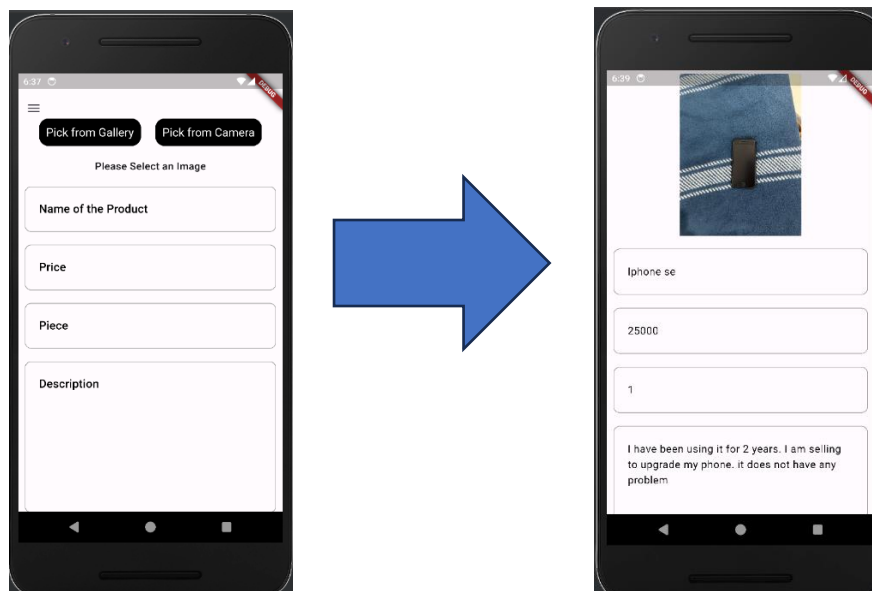 6:37
DEBUG
Pick from Gallery Pick from Camera
Please Select an Image
Name of the Product
Price
Piece
Description
6:39
DEBUG
Iphone se
25000
1
I have been using it for 2 years. I am selling
to upgrade my phone. it does not have any
problem